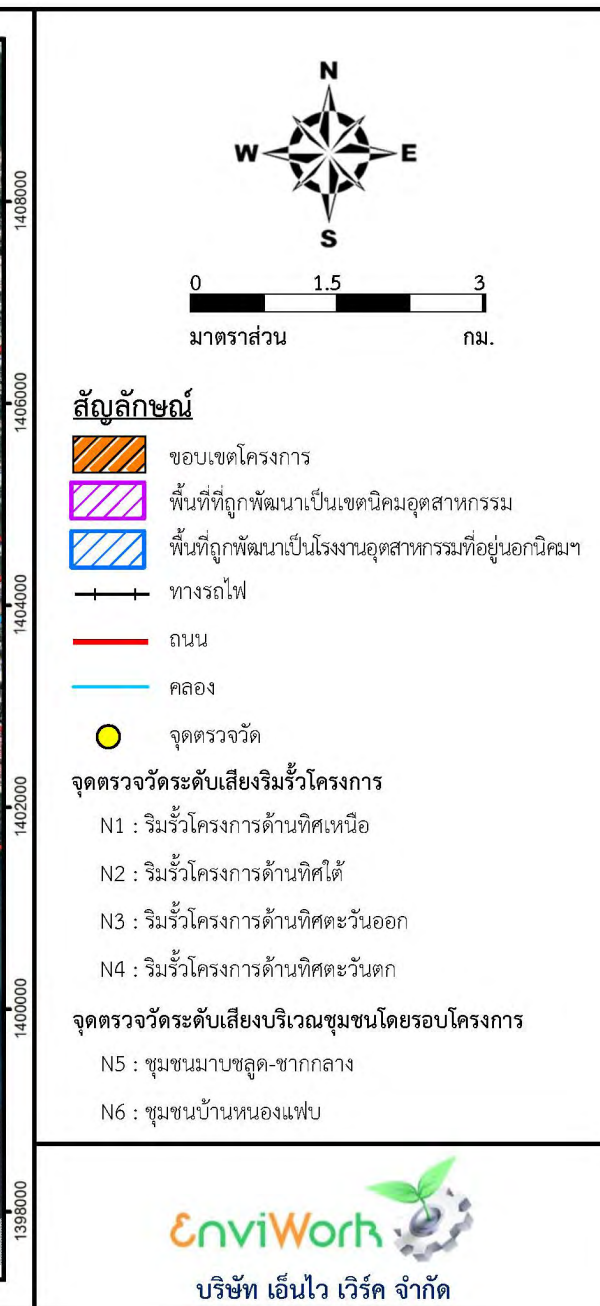 N
W E
S
0 1.5 3
มาตราส่วน กม.
สัญลักษณ์
ขอบเขตโครงการ
พื้นที่ที่ถูกพัฒนาเป็นเขตนิคมอุตสาหกรรม
พื้นที่ถูกพัฒนาเป็นโรงงานอุตสาหกรรมที่อยู่นอกนิคมฯ
ทางรถไฟ
ถนน
คลอง
จุดตรวจวัด
จุดตรวจวัดระดับเสียงริมรั้วโครงการ
N1 : ริมรั้วโครงการด้านทิศเหนือ
N2 : ริมรั้วโครงการด้านทิศใต้
N3 : ริมรั้วโครงการด้านทิศตะวันออก
N4 : ริมรั้วโครงการด้านทิศตะวันตก
จุดตรวจวัดระดับเสียงบริเวณชุมชนโดยรอบโครงการ
N5 : ชุมชนมาบชลูด-ชากกลาง
N6 : ชุมชนบ้านหนองแฟบ
EnviWork
บริษัท เอ็นไว เวิร์ค จำกัด
1408000
1406000
1404000
1402000
1400000
1398000